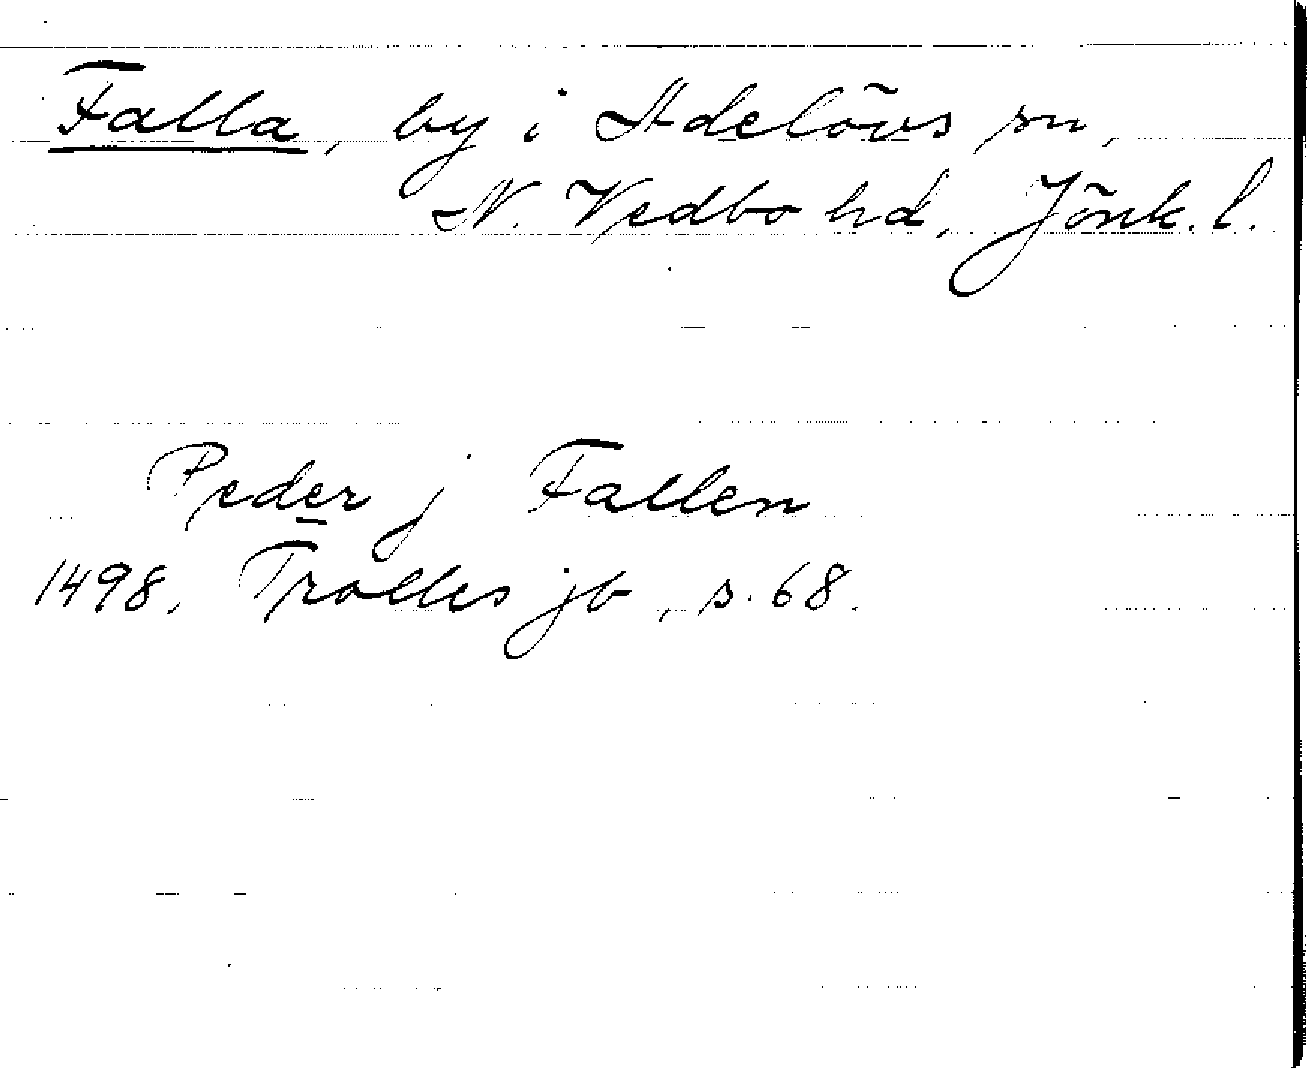 Falla, by i Adelövs sn,
N. Vedbo hd, Jönk. l.
Peder j Fallen
1498, Trolles jb, s. 68.